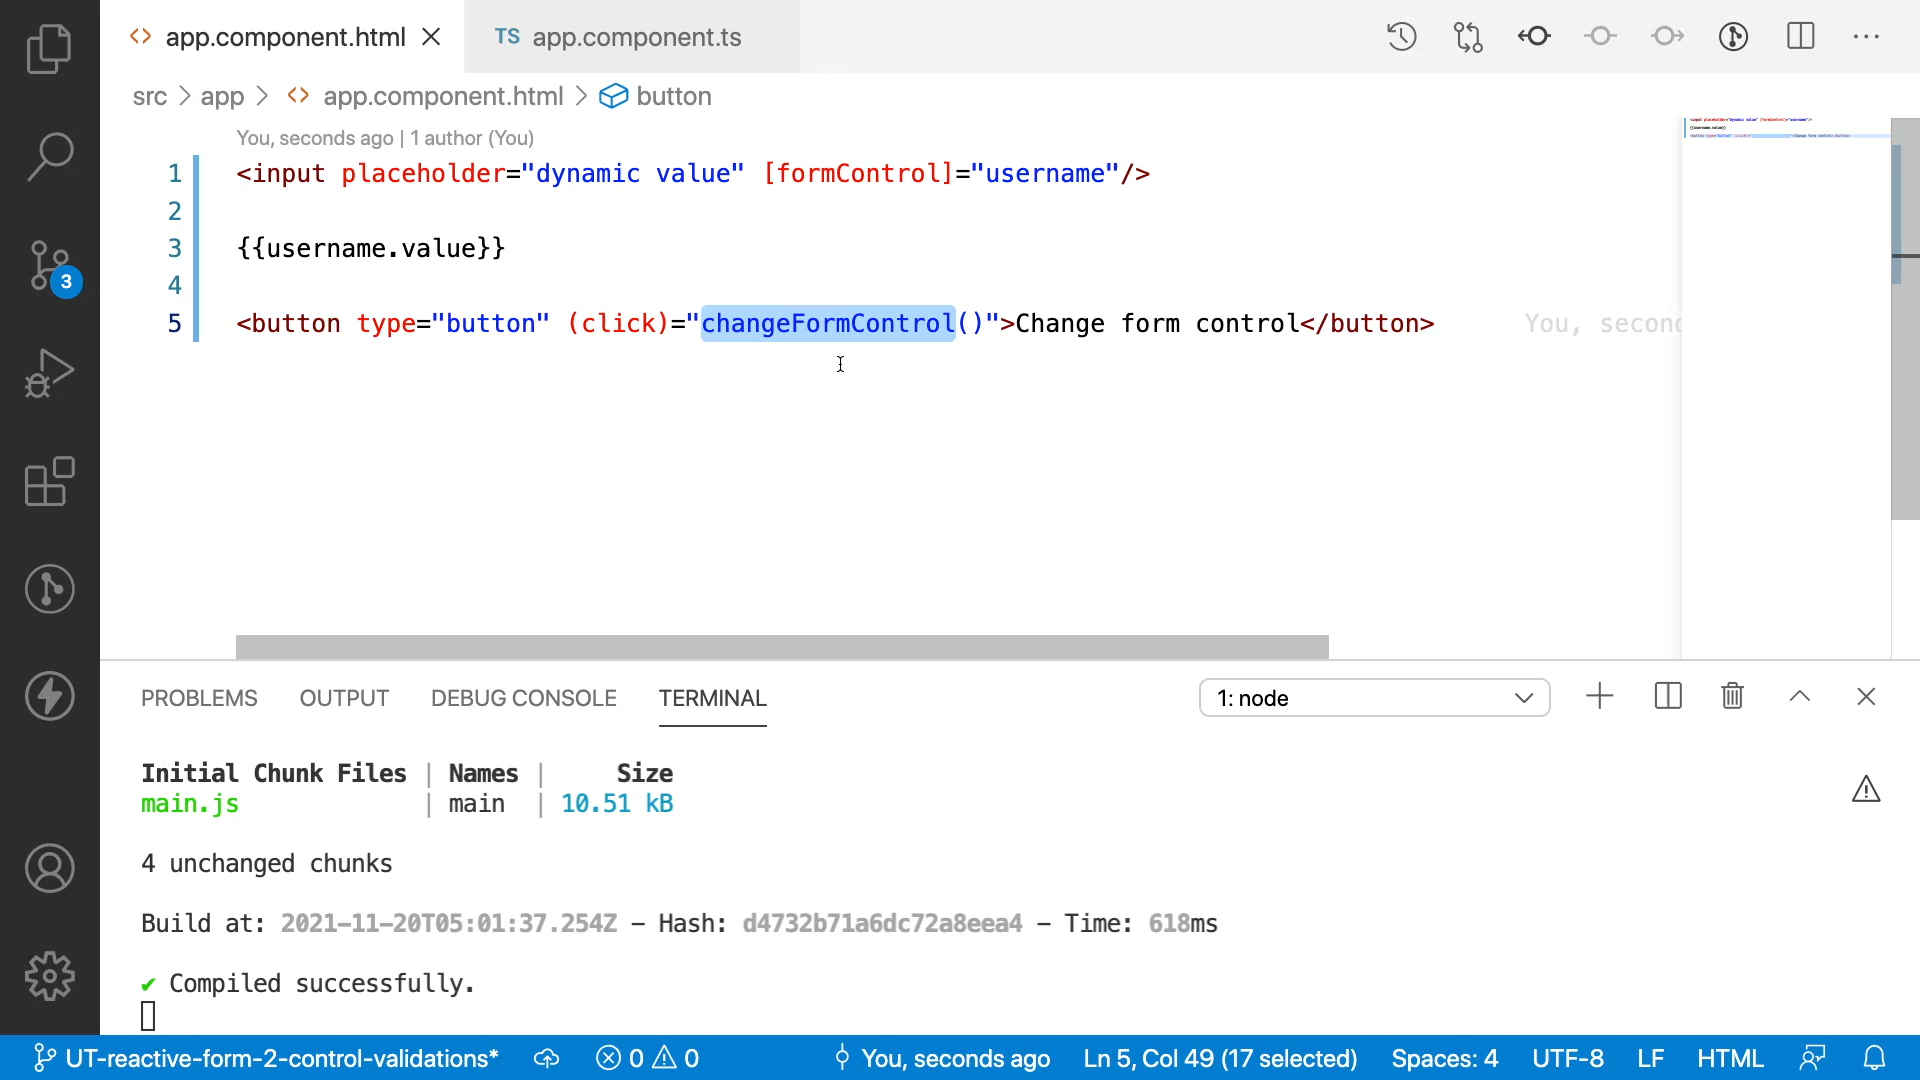 app.component.html
TS app.component.ts
src > app > app.component.html > button
You, seconds ago | 1 author (You)
1 <input placeholder="dynamic value" [formControl]="username"/>
2
3 {{username.value}}
4
5 <button type="button" (click)="changeFormControl()">Change form control</button> You, secon
PROBLEMS OUTPUT DEBUG CONSOLE TERMINAL 1: node
Initial Chunk Files | Names | Size
main.js | main | 10.51 kB
4 unchanged chunks
Build at: 2021-11-20T05:01:37.254Z - Hash: d4732b71a6dc72a8eea4 - Time: 618ms
✔ Compiled successfully.
3
UT-reactive-form-2-control-validations* 0 0 You, seconds ago Ln 5, Col 49 (17 selected) Spaces: 4 UTF-8 LF HTML